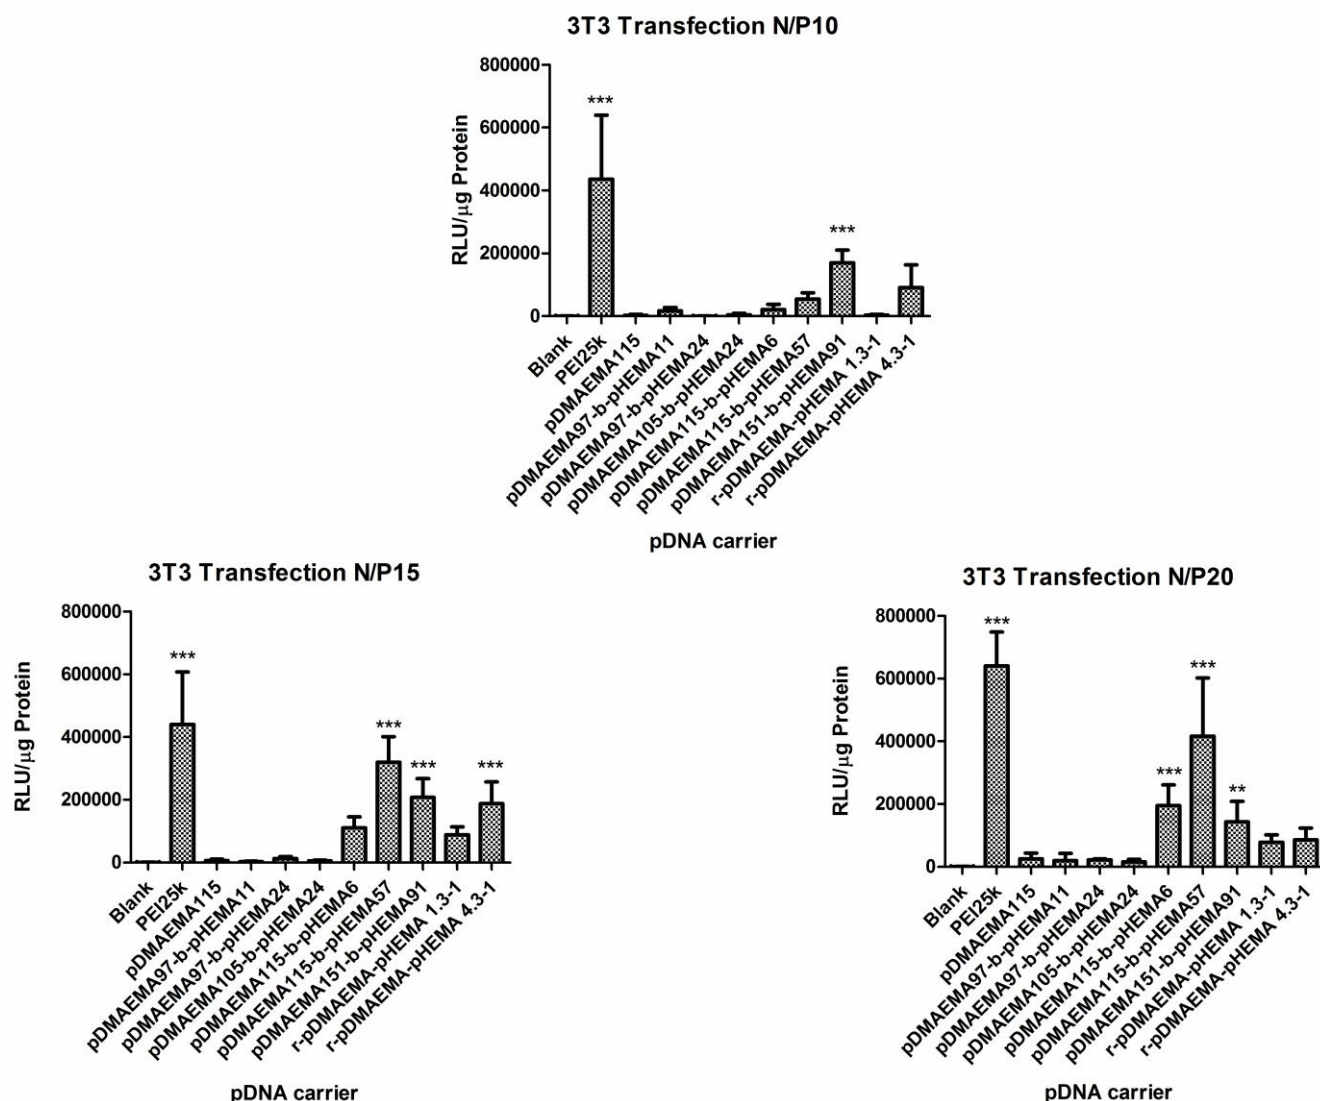 3T3 Transfection N/P10
RLU/µg Protein
800000
600000
400000
200000
0
***
***
Blank
PEI25k
pDMAEMA115
pDMAEMA97-b-pHEMA11
pDMAEMA97-b-pHEMA24
pDMAEMA105-b-pHEMA24
pDMAEMA115-b-pHEMA6
pDMAEMA115-b-pHEMA57
pDMAEMA151-b-pHEMA91
r-pDMAEMA-pHEMA 1.3-1
r-pDMAEMA-pHEMA 4.3-1
pDNA carrier
3T3 Transfection N/P15
RLU/µg Protein
800000
600000
400000
200000
0
***
***
***
***
Blank
PEI25k
pDMAEMA115
pDMAEMA97-b-pHEMA11
pDMAEMA97-b-pHEMA24
pDMAEMA105-b-pHEMA24
pDMAEMA115-b-pHEMA6
pDMAEMA115-b-pHEMA57
pDMAEMA151-b-pHEMA91
r-pDMAEMA-pHEMA 1.3-1
r-pDMAEMA-pHEMA 4.3-1
pDNA carrier
3T3 Transfection N/P20
RLU/µg Protein
800000
600000
400000
200000
0
***
***
***
**
Blank
PEI25k
pDMAEMA115
pDMAEMA97-b-pHEMA11
pDMAEMA97-b-pHEMA24
pDMAEMA105-b-pHEMA24
pDMAEMA115-b-pHEMA6
pDMAEMA115-b-pHEMA57
pDMAEMA151-b-pHEMA91
r-pDMAEMA-pHEMA 1.3-1
r-pDMAEMA-pHEMA 4.3-1
pDNA carrier